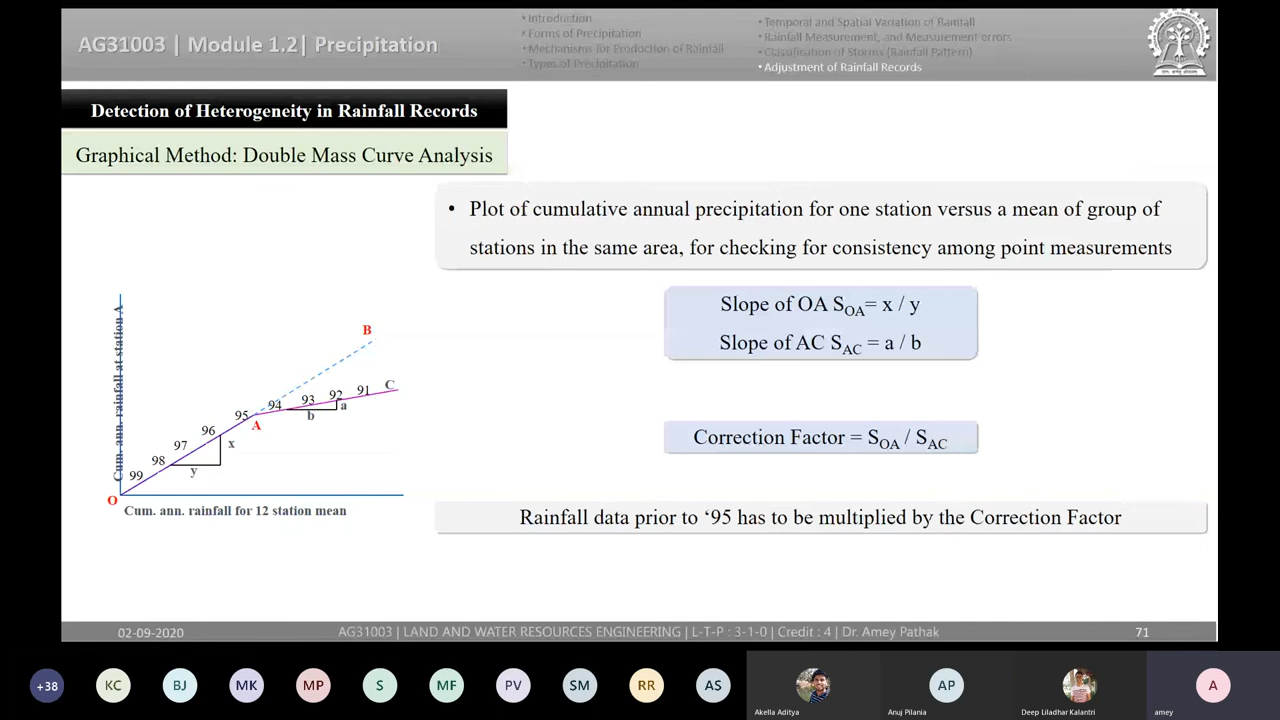 AG31003 | Module 1.2| Precipitation
• Introduction
• Forms of Precipitation
• Mechanisms for Production of Rainfall
• Types of Precipitation
• Temporal and Spatial Variation of Rainfall
• Rainfall Measurement, and Measurement errors
• Classification of Storms (Rainfall Pattern)
• Adjustment of Rainfall Records
Detection of Heterogeneity in Rainfall Records
Graphical Method: Double Mass Curve Analysis
• Plot of cumulative annual precipitation for one station versus a mean of group of
stations in the same area, for checking for consistency among point measurements
Slope of OA SOA= x / y
Slope of AC SAC = a / b
Correction Factor = SOA / SAC
Rainfall data prior to ‘95 has to be multiplied by the Correction Factor
Cum. ann. rainfall at station A
B
C
91
92
93
94
a
b
A
95
96
97
98
99
x
y
O
Cum. ann. rainfall for 12 station mean
02-09-2020
AG31003 | LAND AND WATER RESOURCES ENGINEERING | L-T-P : 3-1-0 | Credit : 4 | Dr. Amey Pathak
71
+38
KC
BJ
MK
MP
S
MF
PV
SM
RR
AS
Akella Aditya
AP
Anuj Pilania
Deep Liladhar Kalantri
A
amey